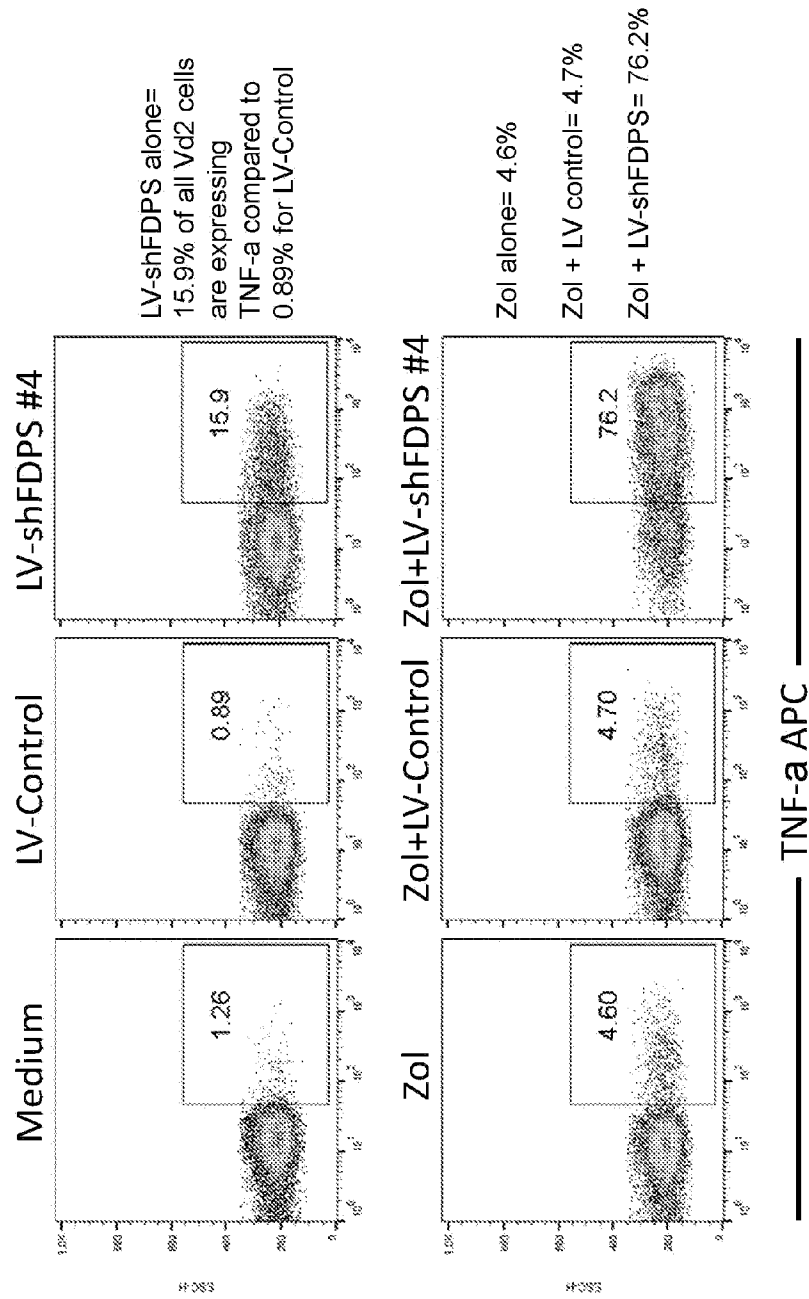 Medium
LV-Control
LV-shFDPS #4
1.26
0.89
15.9
LV-shFDPS alone=
15.9% of all Vd2 cells
are expressing
TNF-a compared to
0.89% for LV-Control
Zol
Zol+LV-Control
Zol+LV-shFDPS #4
4.60
4.70
76.2
Zol alone= 4.6%
Zol + LV control= 4.7%
Zol + LV-shFDPS= 76.2%
TNF-a APC